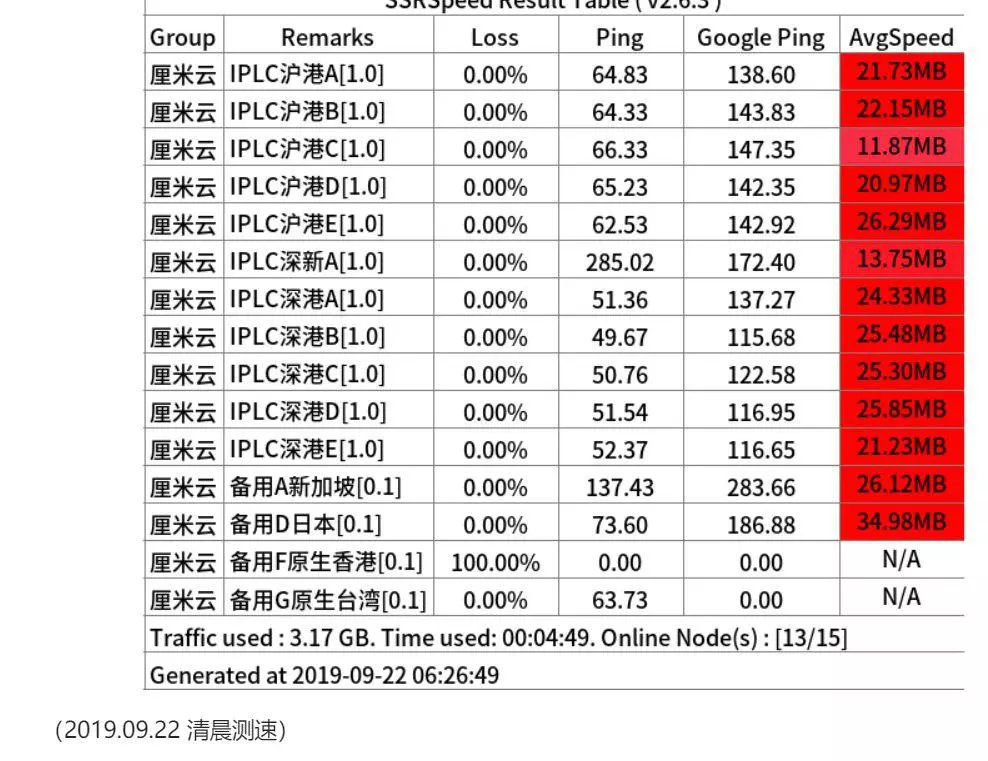 SSRSpeed Result Table ( v2.6.3 )
Group Remarks Loss Ping Google Ping AvgSpeed
厘米云 IPLC沪港A[1.0] 0.00% 64.83 138.60 21.73MB
厘米云 IPLC沪港B[1.0] 0.00% 64.33 143.83 22.15MB
厘米云 IPLC沪港C[1.0] 0.00% 66.33 147.35 11.87MB
厘米云 IPLC沪港D[1.0] 0.00% 65.23 142.35 20.97MB
厘米云 IPLC沪港E[1.0] 0.00% 62.53 142.92 26.29MB
厘米云 IPLC深新A[1.0] 0.00% 285.02 172.40 13.75MB
厘米云 IPLC深港A[1.0] 0.00% 51.36 137.27 24.33MB
厘米云 IPLC深港B[1.0] 0.00% 49.67 115.68 25.48MB
厘米云 IPLC深港C[1.0] 0.00% 50.76 122.58 25.30MB
厘米云 IPLC深港D[1.0] 0.00% 51.54 116.95 25.85MB
厘米云 IPLC深港E[1.0] 0.00% 52.37 116.65 21.23MB
厘米云 备用A新加坡[0.1] 0.00% 137.43 283.66 26.12MB
厘米云 备用D日本[0.1] 0.00% 73.60 186.88 34.98MB
厘米云 备用F原生香港[0.1] 100.00% 0.00 0.00 N/A
厘米云 备用G原生台湾[0.1] 0.00% 63.73 0.00 N/A
Traffic used : 3.17 GB. Time used: 00:04:49. Online Node(s) : [13/15]
Generated at 2019-09-22 06:26:49
（2019.09.22 清晨测速）